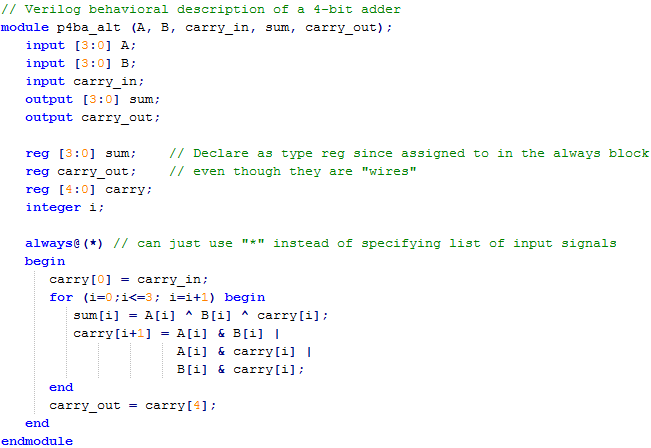 // Verilog behavioral description of a 4-bit adder
module p4ba_alt (A, B, carry_in, sum, carry_out);
   input [3:0] A;
   input [3:0] B;
   input carry_in;
   output [3:0] sum;
   output carry_out;

   reg [3:0] sum;    // Declare as type reg since assigned to in the always block
   reg carry_out;    // even though they are "wires"
   reg [4:0] carry;
   integer i;

   always@(*) // can just use "*" instead of specifying list of input signals
   begin
      carry[0] = carry_in;
      for (i=0;i<=3; i=i+1) begin
         sum[i] = A[i] ^ B[i] ^ carry[i];
         carry[i+1] = A[i] & B[i] |
                      A[i] & carry[i] |
                      B[i] & carry[i];
      end
      carry_out = carry[4];
   end
endmodule